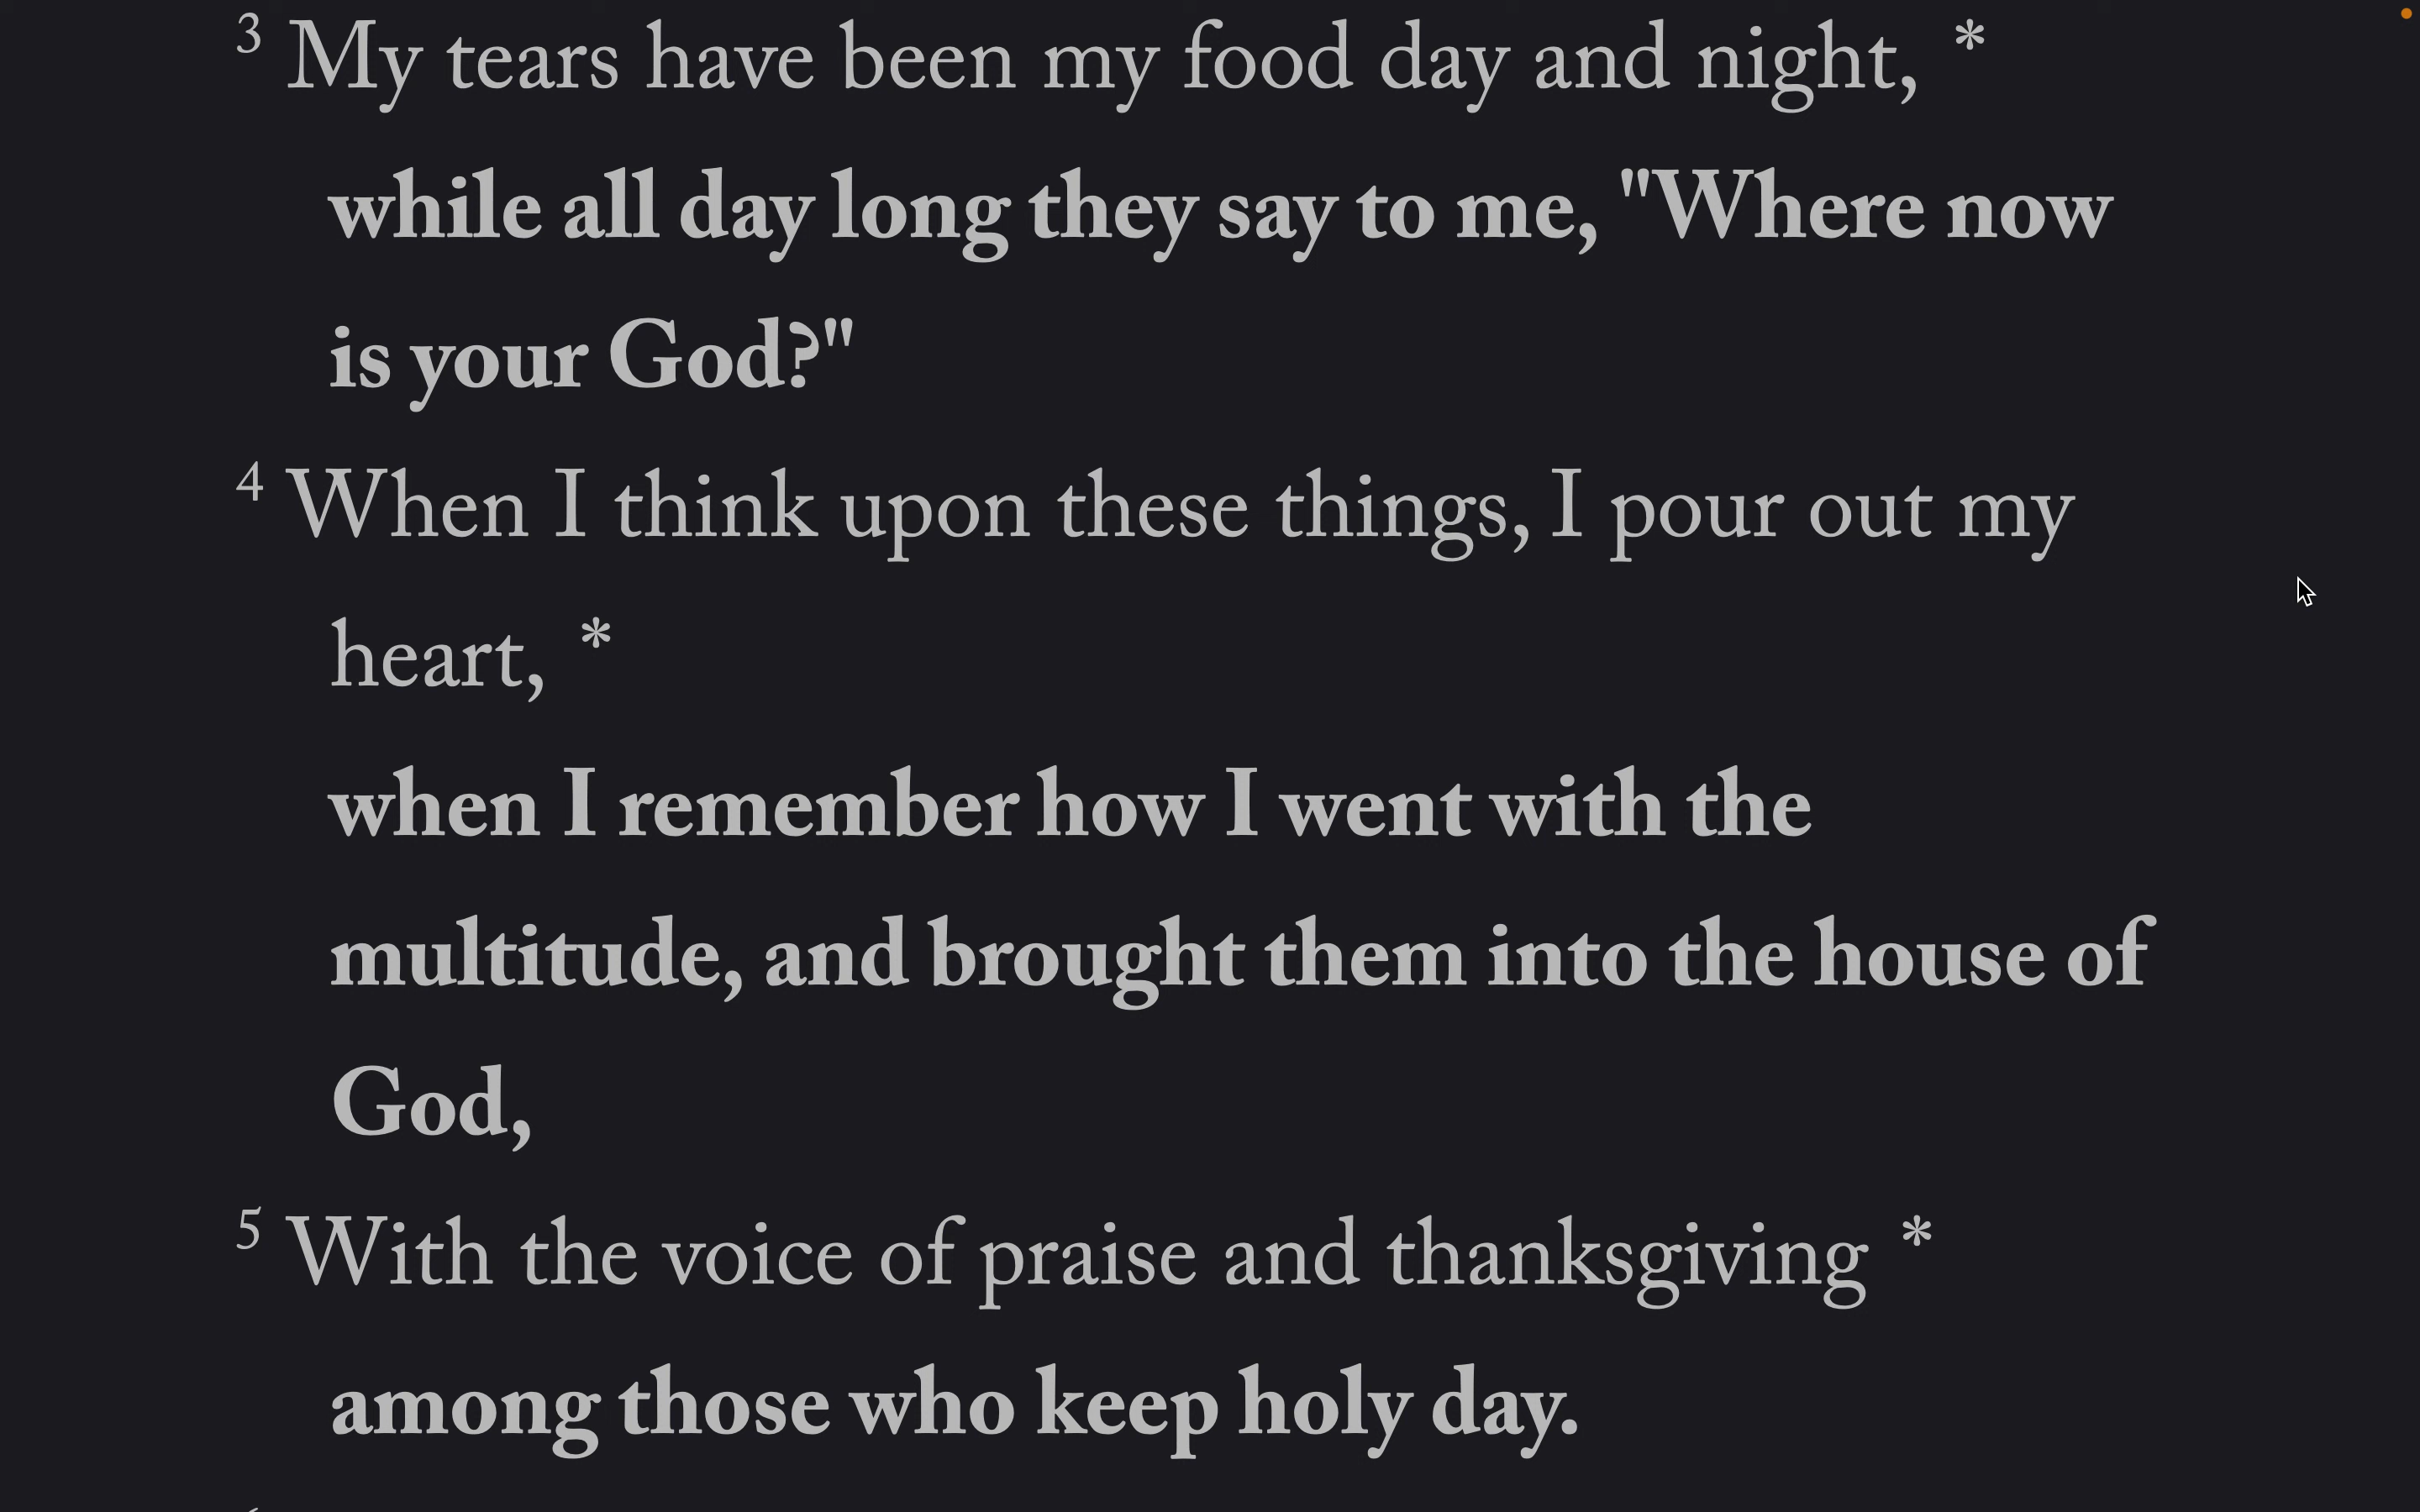 3 My tears have been my food day and night, *
while all day long they say to me, "Where now
is your God?"
4 When I think upon these things, I pour out my
heart, *
when I remember how I went with the
multitude, and brought them into the house of
God,
5 With the voice of praise and thanksgiving *
among those who keep holy day.